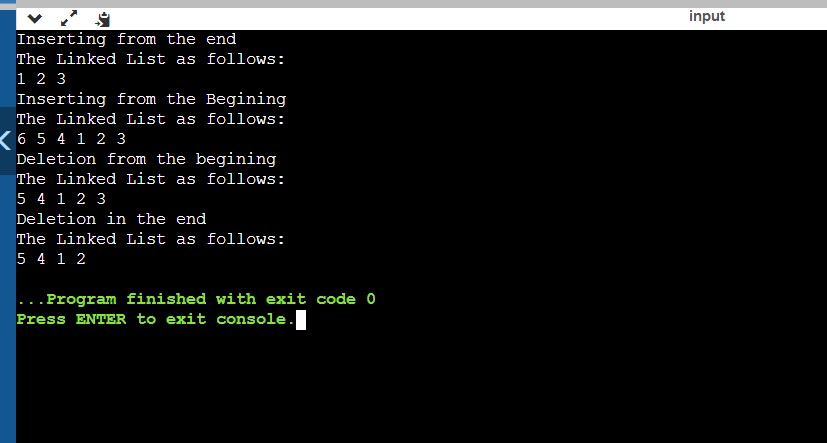 input
Inserting from the end
The Linked List as follows:
1 2 3
Inserting from the Begining
The Linked List as follows:
6 5 4 1 2 3
Deletion from the begining
The Linked List as follows:
5 4 1 2 3
Deletion in the end
The Linked List as follows:
5 4 1 2
...Program finished with exit code 0
Press ENTER to exit console.